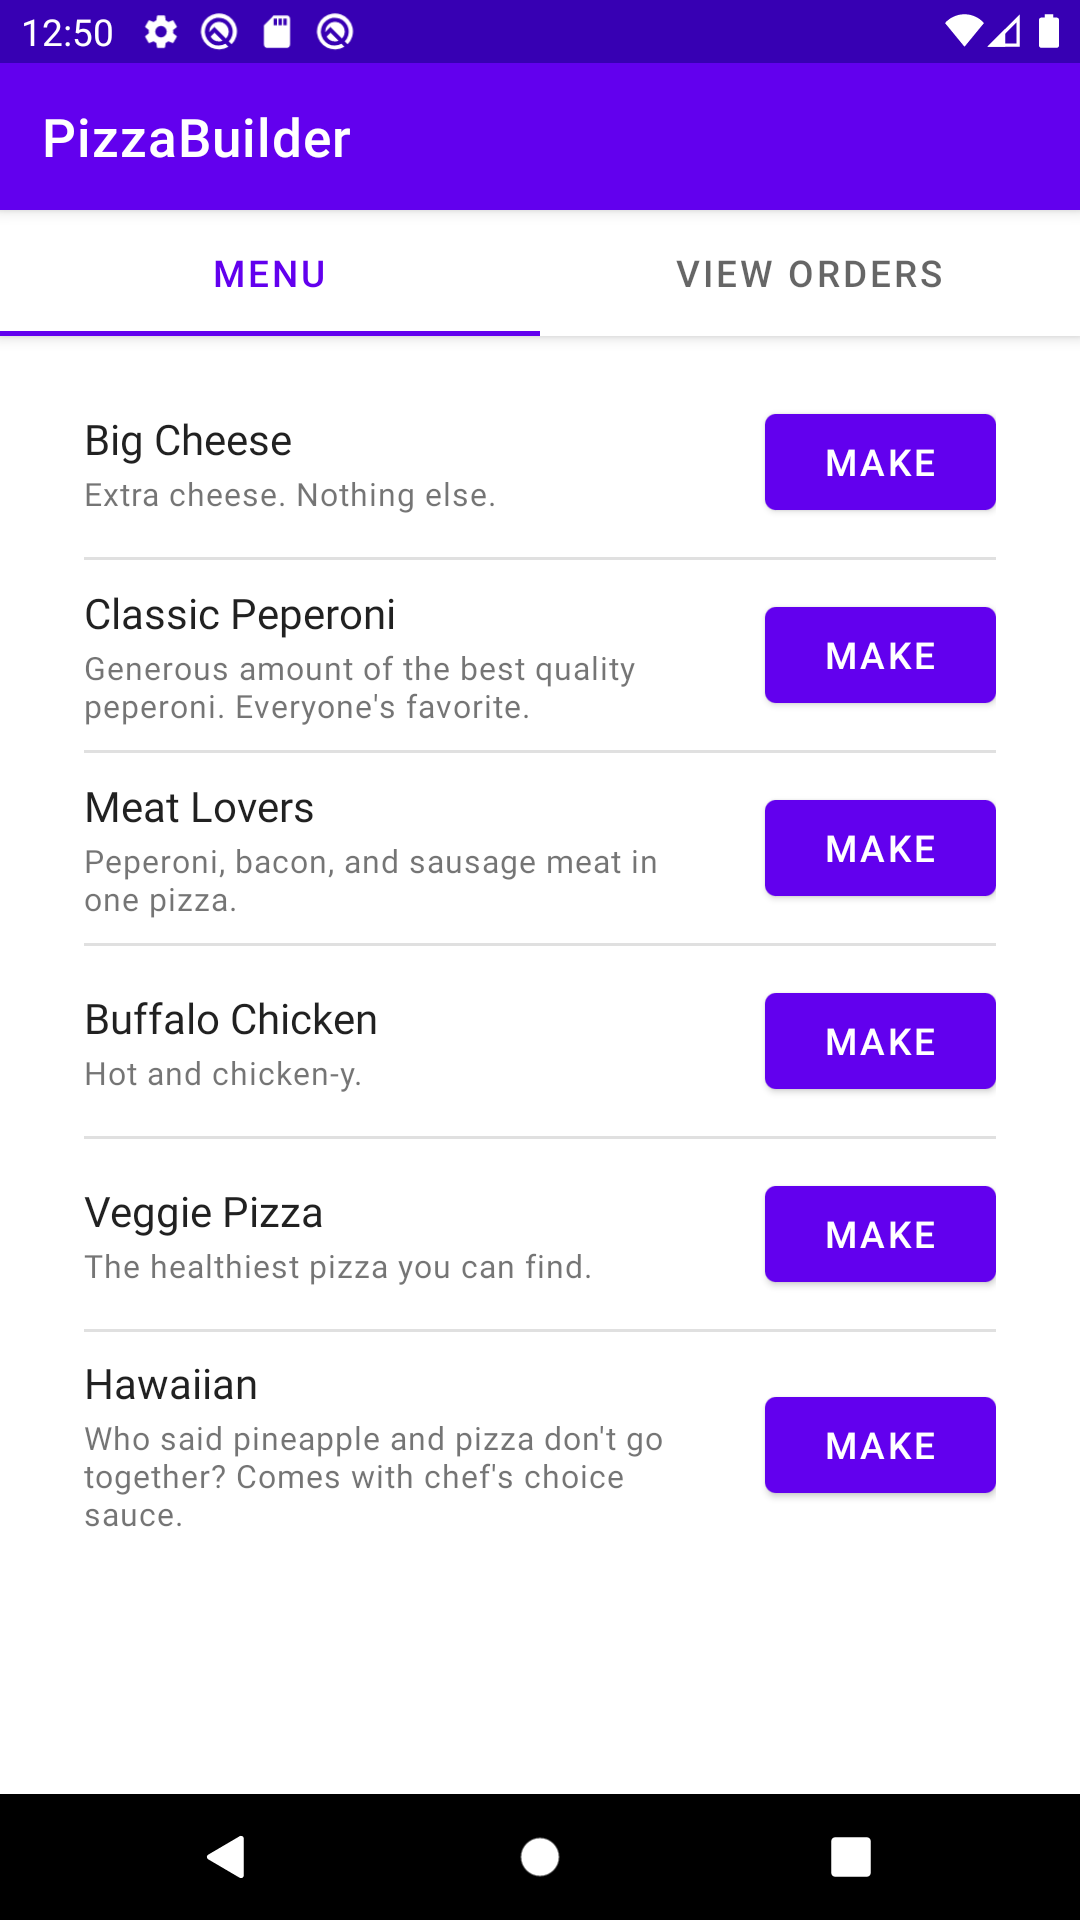 12:50
PizzaBuilder
MENU
VIEW ORDERS
Big Cheese
Extra cheese. Nothing else.
MAKE
Classic Peperoni
Generous amount of the best quality
peperoni. Everyone's favorite.
MAKE
Meat Lovers
Peperoni, bacon, and sausage meat in
one pizza.
MAKE
Buffalo Chicken
Hot and chicken-y.
MAKE
Veggie Pizza
The healthiest pizza you can find.
MAKE
Hawaiian
Who said pineapple and pizza don't go
together? Comes with chef's choice
sauce.
MAKE